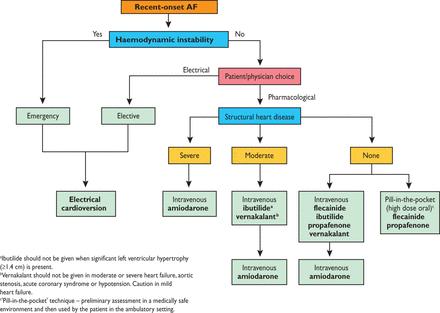 Recent-onset AF
Yes
Haemodynamic instability
No
Electrical
Patient/physician choice
Pharmacological
Emergency
Elective
Structural heart disease
Severe
Moderate
None
Electrical
cardioversion
Intravenous
amiodarone
Intravenous
ibutilideᵃ
vernakalantᵇ
Intravenous
flecainide
ibutilide
propafenone
vernakalant
Pill-in-the-pocket
(high dose oral)ᶜ
flecainide
propafenone
Intravenous
amiodarone
Intravenous
amiodarone
ᵃIbutilide should not be given when significant left ventricular hypertrophy
(≥1.4 cm) is present.
ᵇVernakalant should not be given in moderate or severe heart failure, aortic
stenosis, acute coronary syndrome or hypotension. Caution in mild
heart failure.
ᶜ'Pill-in-the-pocket' technique – preliminary assessment in a medically safe
environment and then used by the patient in the ambulatory setting.